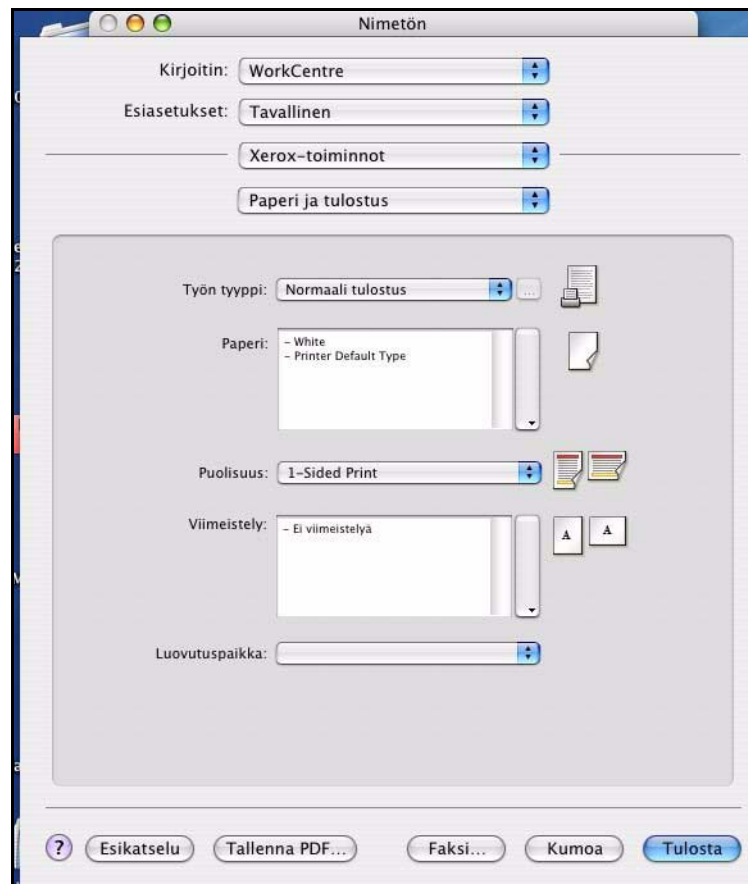 Nimetön
Kirjoitin: WorkCentre
Esiasetukset: Tavallinen
Xerox-toiminnot
Paperi ja tulostus
Työn tyyppi: Normaali tulostus ...
Paperi: - White
- Printer Default Type
Puolisuus: 1-Sided Print
Viimeistely: - Ei viimeistelyä
A A
Luovutuspaikka:
? Esikatselu Tallenna PDF... Faksi... Kumoa Tulosta